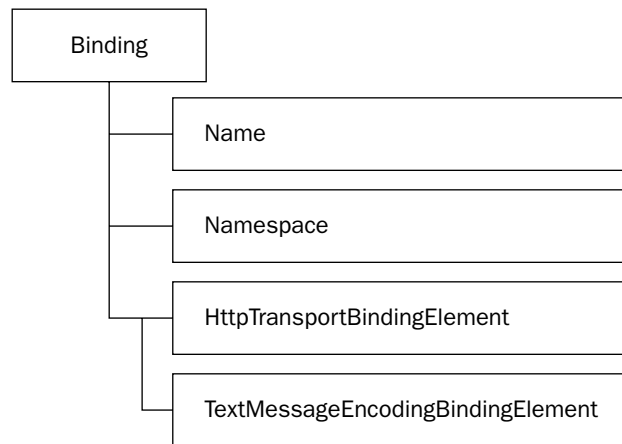 Binding
Name
Namespace
HttpTransportBindingElement
TextMessageEncodingBindingElement